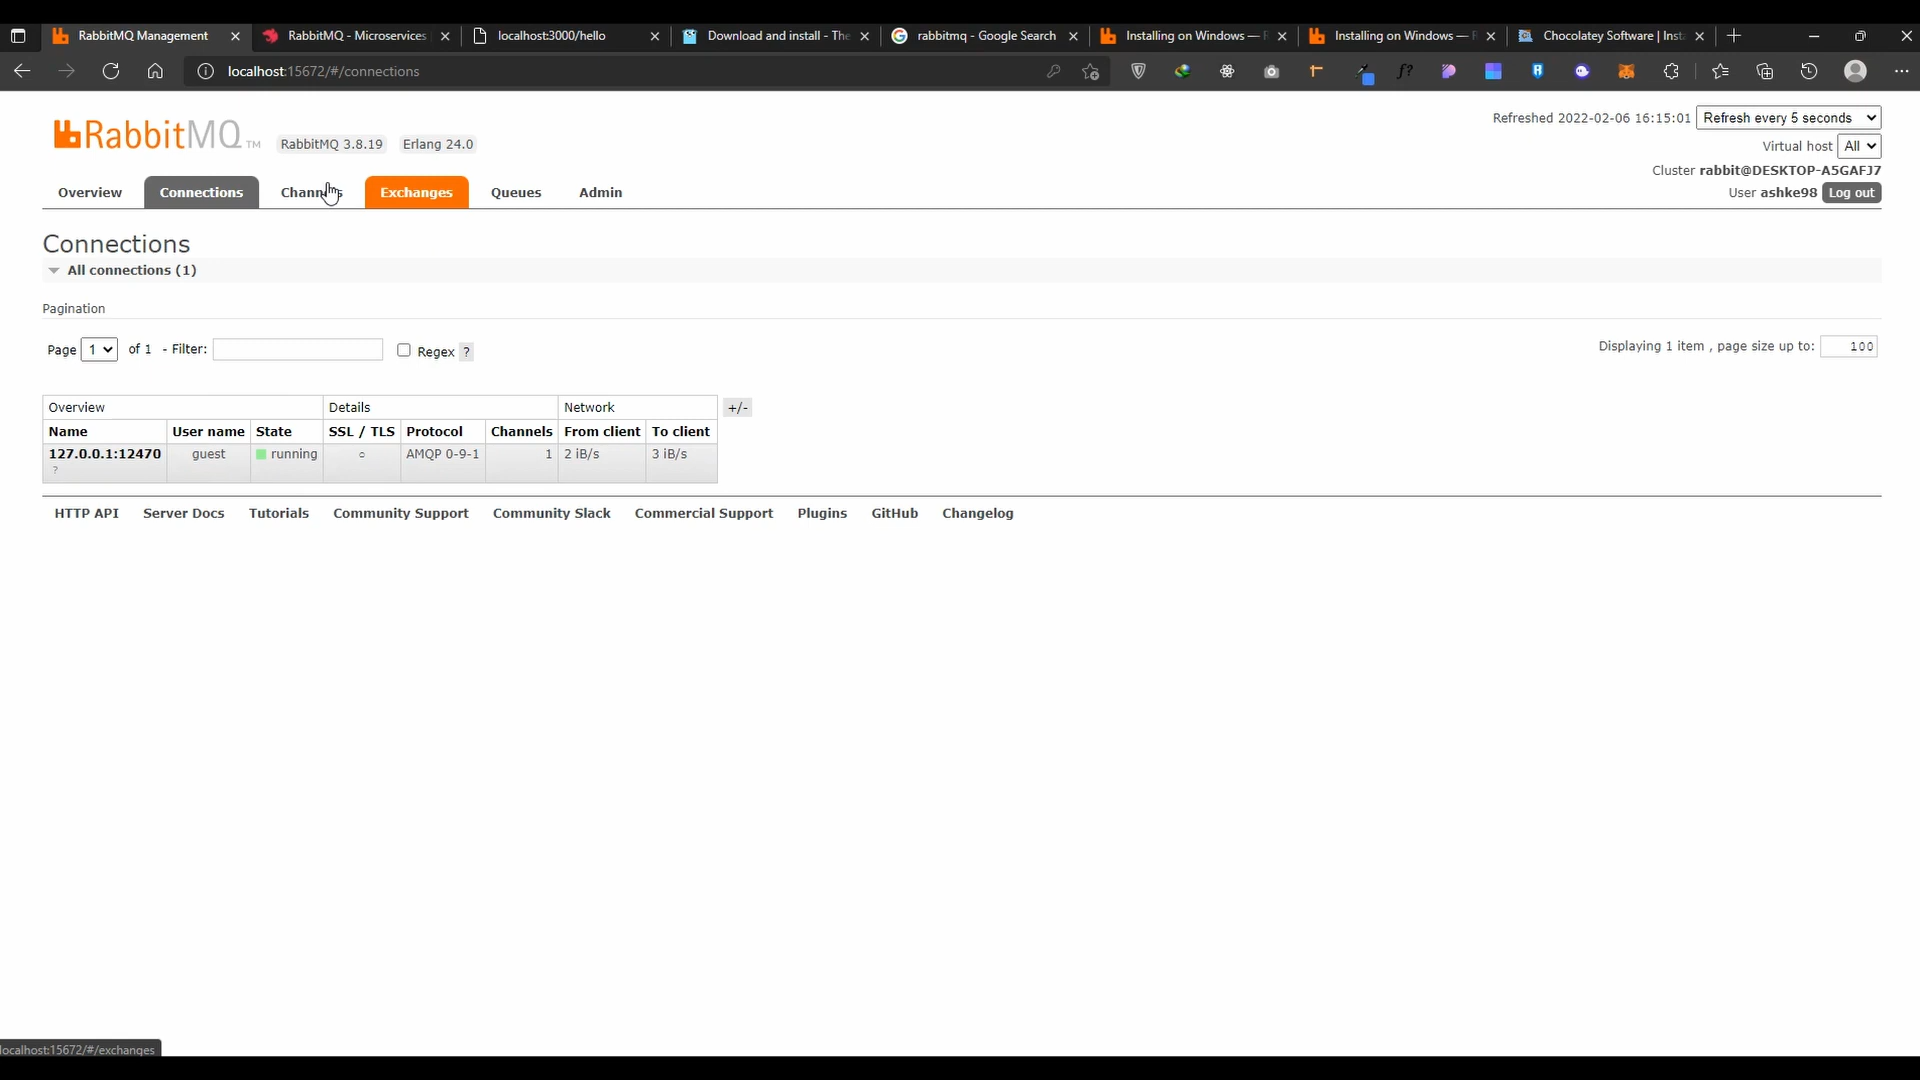 RabbitMQ Management
RabbitMQ - Microservices
localhost:3000/hello
Download and install - The
rabbitmq - Google Search
Installing on Windows —
Installing on Windows —
Chocolatey Software | Inst
localhost:15672/#/connections
f?
RabbitMQ TM
RabbitMQ 3.8.19 Erlang 24.0
Refreshed 2022-02-06 16:15:01 Refresh every 5 seconds
Virtual host All
Cluster rabbit@DESKTOP-A5GAFJ7
User ashke98 Log out
Overview Connections Channels Exchanges Queues Admin
Connections
All connections (1)
Pagination
Page 1 of 1 - Filter: Regex ?
Displaying 1 item , page size up to: 100
Overview Details Network +/-
Name User name State SSL / TLS Protocol Channels From client To client
127.0.0.1:12470 guest running ○ AMQP 0-9-1 1 2 iB/s 3 iB/s
?
HTTP API Server Docs Tutorials Community Support Community Slack Commercial Support Plugins GitHub Changelog
localhost:15672/#/exchanges